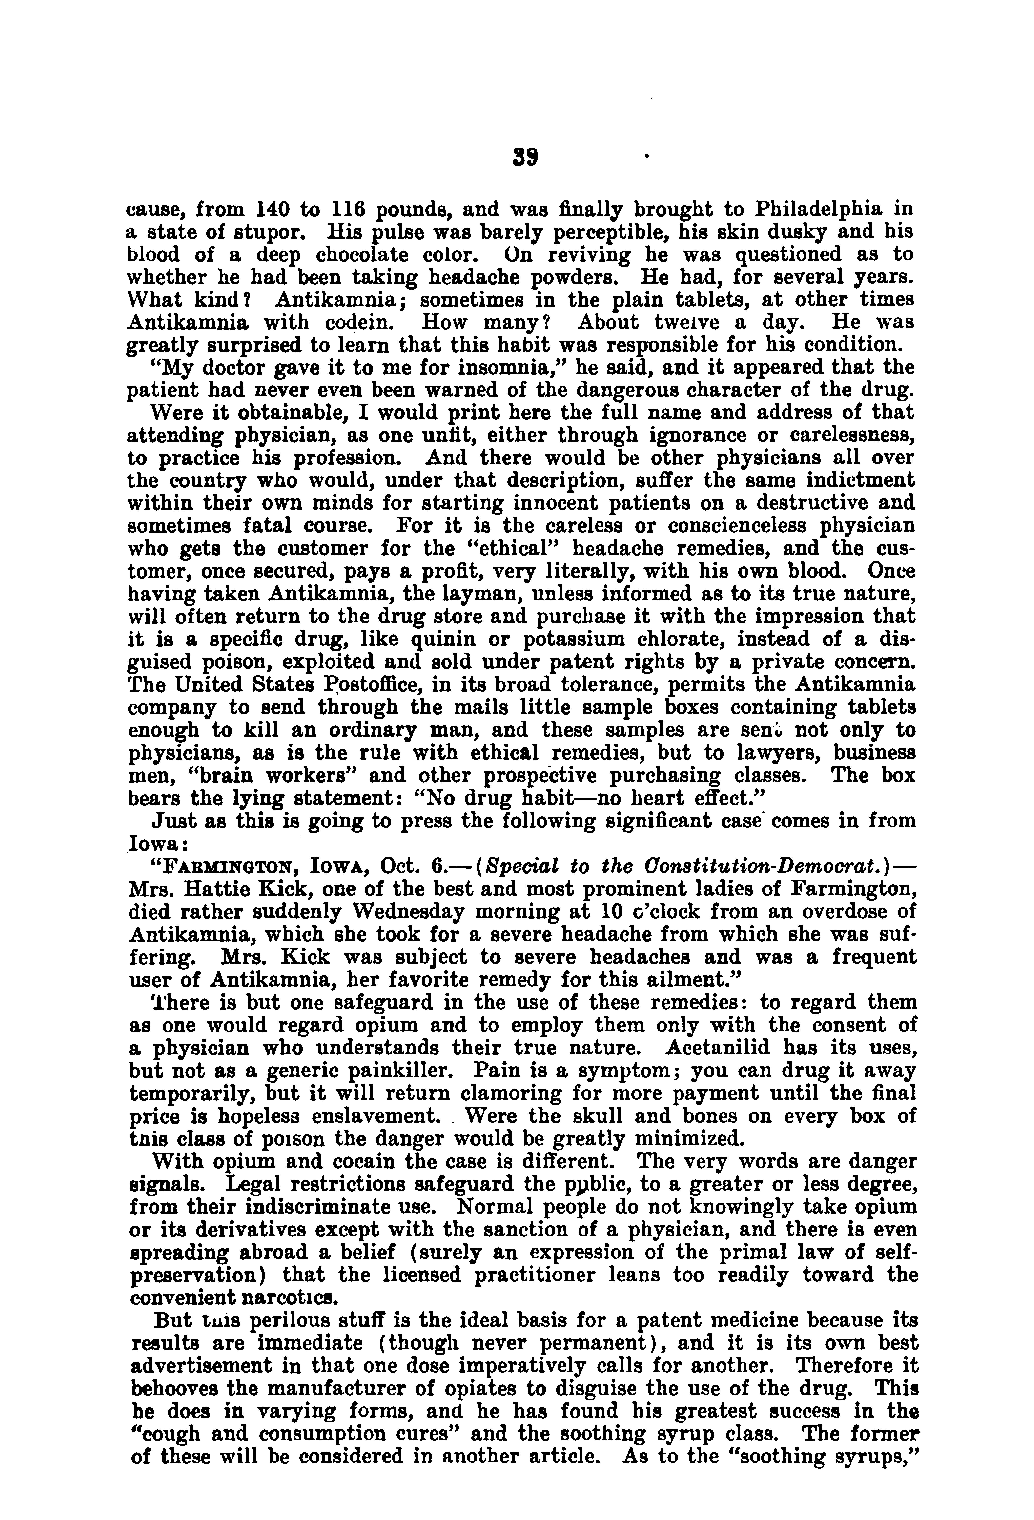 39
cause, from 140 to 116 pounds, and was finally brought to Philadelphia in
a state of stupor. His pulse was barely perceptible, his skin dusky and his
blood of a deep chocolate color. On reviving he was questioned as to
whether he had been taking headache powders. He had, for several years.
What kind? Antikamnia; sometimes in the plain tablets, at other times
Antikamnia with codein. How many? About twelve a day. He was
greatly surprised to learn that this habit was responsible for his condition.
“My doctor gave it to me for insomnia,” he said, and it appeared that the
patient had never even been warned of the dangerous character of the drug.
Were it obtainable, I would print here the full name and address of that
attending physician, as one unfit, either through ignorance or carelessness,
to practice his profession. And there would be other physicians all over
the country who would, under that description, suffer the same indictment
within their own minds for starting innocent patients on a destructive and
sometimes fatal course. For it is the careless or conscienceless physician
who gets the customer for the “ethical” headache remedies, and the cus-
tomer, once secured, pays a profit, very literally, with his own blood. Once
having taken Antikamnia, the layman, unless informed as to its true nature,
will often return to the drug store and purchase it with the impression that
it is a specific drug, like quinin or potassium chlorate, instead of a dis-
guised poison, exploited and sold under patent rights by a private concern.
The United States Postoffice, in its broad tolerance, permits the Antikamnia
company to send through the mails little sample boxes containing tablets
enough to kill an ordinary man, and these samples are sent not only to
physicians, as is the rule with ethical remedies, but to lawyers, business
men, “brain workers” and other prospective purchasing classes. The box
bears the lying statement: “No drug habit—no heart effect.”
Just as this is going to press the following significant case comes in from
Iowa:
“FARMINGTON, IOWA, Oct. 6.—(Special to the Constitution-Democrat.)—
Mrs. Hattie Kick, one of the best and most prominent ladies of Farmington,
died rather suddenly Wednesday morning at 10 o’clock from an overdose of
Antikamnia, which she took for a severe headache from which she was suf-
fering. Mrs. Kick was subject to severe headaches and was a frequent
user of Antikamnia, her favorite remedy for this ailment.”
There is but one safeguard in the use of these remedies: to regard them
as one would regard opium and to employ them only with the consent of
a physician who understands their true nature. Acetanilid has its uses,
but not as a generic painkiller. Pain is a symptom; you can drug it away
temporarily, but it will return clamoring for more payment until the final
price is hopeless enslavement. Were the skull and bones on every box of
this class of poison the danger would be greatly minimized.
With opium and cocain the case is different. The very words are danger
signals. Legal restrictions safeguard the public, to a greater or less degree,
from their indiscriminate use. Normal people do not knowingly take opium
or its derivatives except with the sanction of a physician, and there is even
spreading abroad a belief (surely an expression of the primal law of self-
preservation) that the licensed practitioner leans too readily toward the
convenient narcotics.
But this perilous stuff is the ideal basis for a patent medicine because its
results are immediate (though never permanent), and it is its own best
advertisement in that one dose imperatively calls for another. Therefore it
behooves the manufacturer of opiates to disguise the use of the drug. This
he does in varying forms, and he has found his greatest success in the
“cough and consumption cures” and the soothing syrup class. The former
of these will be considered in another article. As to the “soothing syrups,”